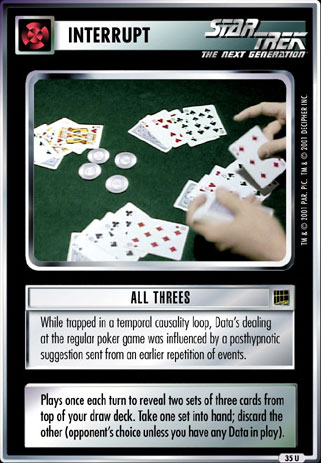 INTERRUPT
STAR TREK
THE NEXT GENERATION
TM & © 2001 PAR. PIC. TM & © 2001 DECIPHER INC.
ALL THREES
While trapped in a temporal causality loop, Data's dealing
at the regular poker game was influenced by a posthypnotic
suggestion sent from an earlier repetition of events.
Plays once each turn to reveal two sets of three cards from
top of your draw deck. Take one set into hand; discard the
other (opponent's choice unless you have any Data in play).
35 U